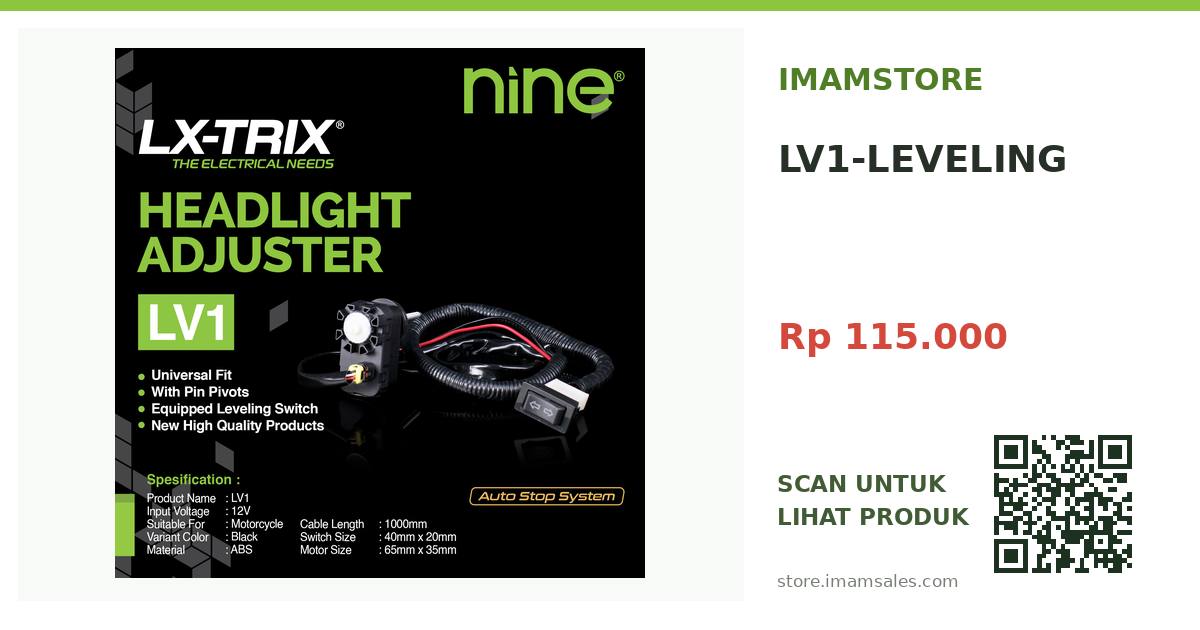 nine®
LX-TRIX®
THE ELECTRICAL NEEDS
HEADLIGHT
ADJUSTER
LV1
Universal Fit
With Pin Pivots
Equipped Leveling Switch
New High Quality Products
Spesification :
Product Name : LV1
Input Voltage : 12V
Suitable For : Motorcycle Cable Length : 1000mm
Variant Color : Black Switch Size : 40mm x 20mm
Material : ABS Motor Size : 65mm x 35mm
Auto Stop System
IMAMSTORE
LV1-LEVELING
Rp 115.000
SCAN UNTUK
LIHAT PRODUK
store.imamsales.com